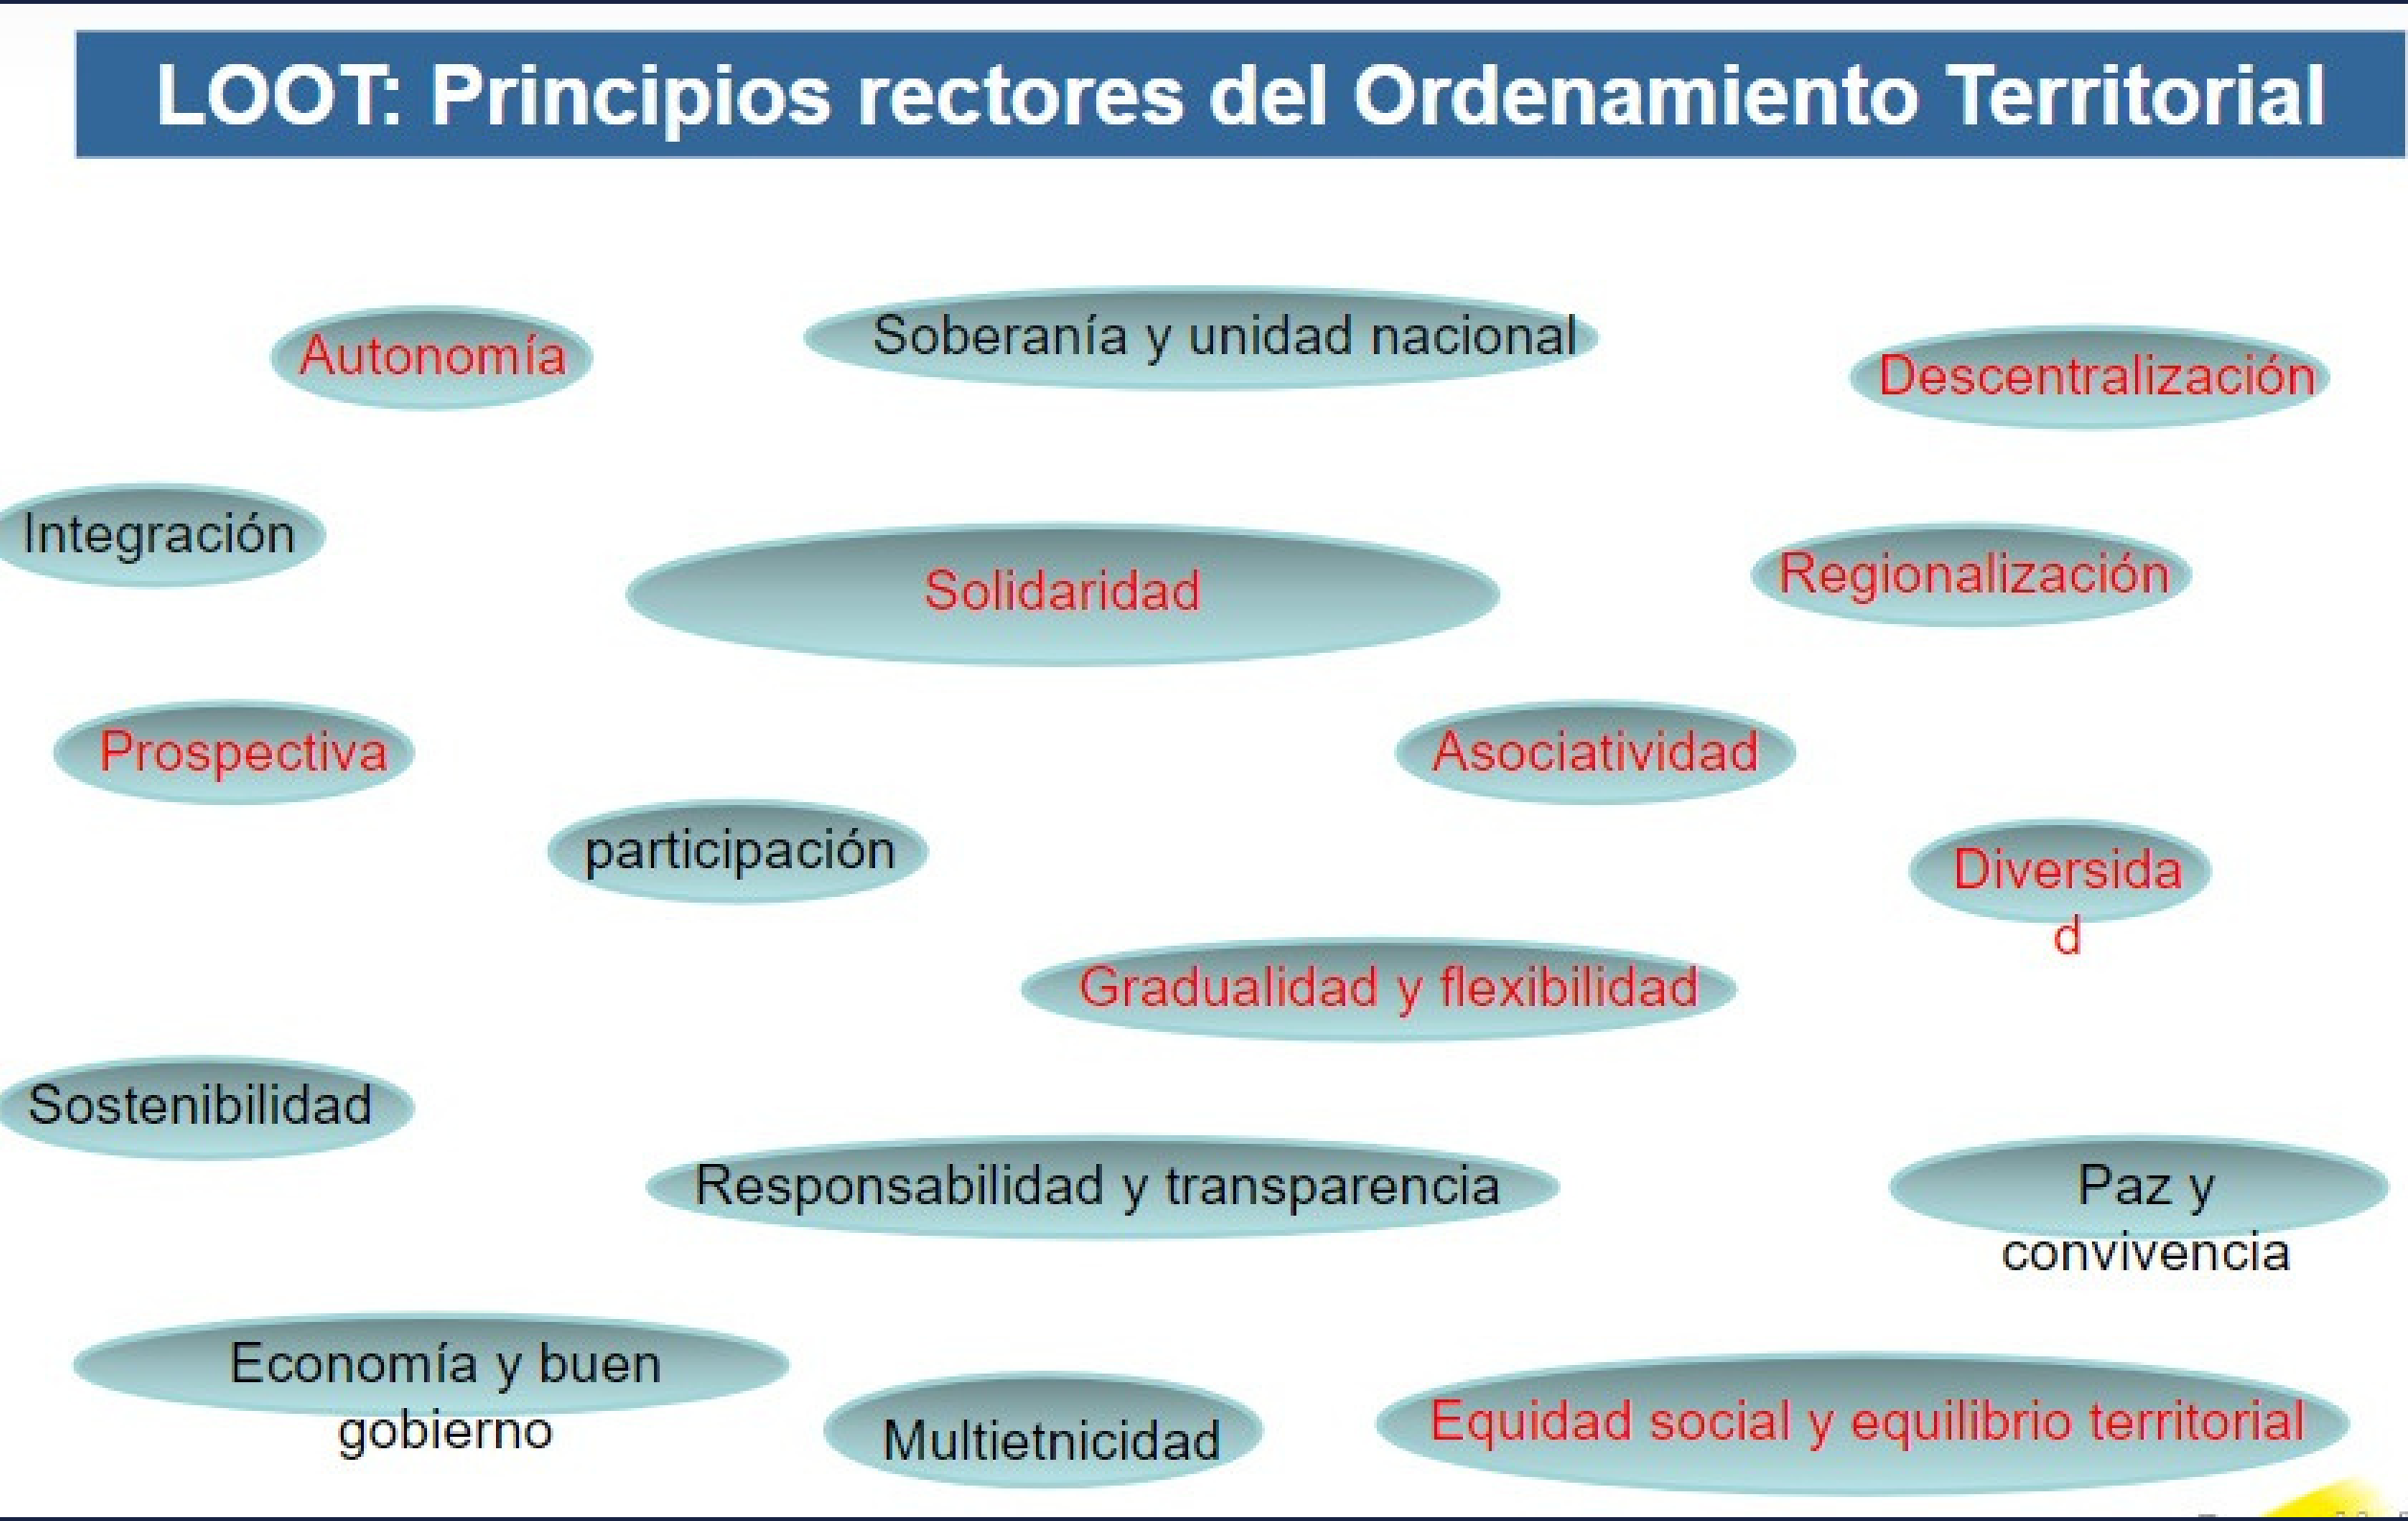 LOOT: Principios rectores del Ordenamiento Territorial
Autonomía
Soberanía y unidad nacional
Descentralización
Integración
Solidaridad
Regionalización
Prospectiva
Asociatividad
participación
Diversida
d
Gradualidad y flexibilidad
Sostenibilidad
Responsabilidad y transparencia
Paz y
convivencia
Economía y buen
gobierno
Multietnicidad
Equidad social y equilibrio territorial